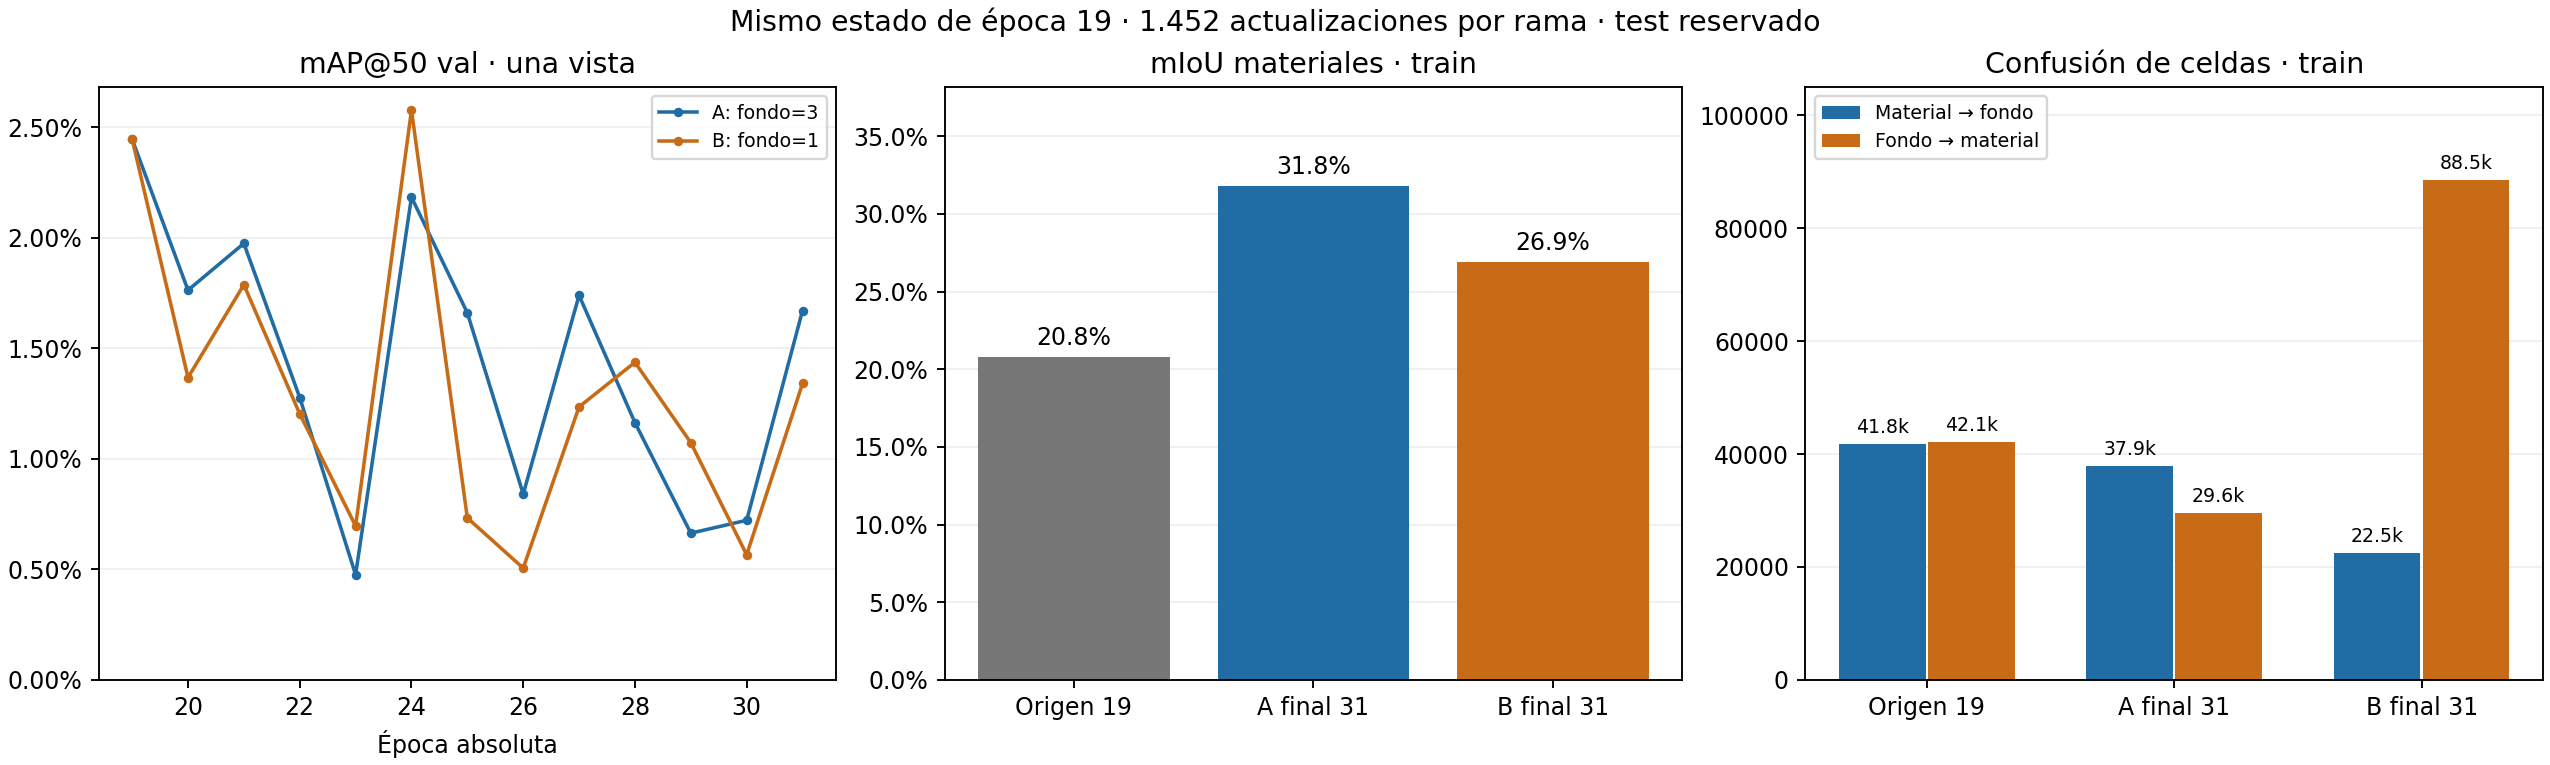 Mismo estado de época 19 · 1.452 actualizaciones por rama · test reservado
mAP@50 val · una vista
2.50%
2.00%
1.50%
1.00%
0.50%
0.00%
A: fondo=3
B: fondo=1
20 22 24 26 28 30
Época absoluta
mIoU materiales · train
35.0%
30.0%
25.0%
20.0%
15.0%
10.0%
5.0%
0.0%
20.8%
31.8%
26.9%
Origen 19 A final 31 B final 31
Confusión de celdas · train
100000
80000
60000
40000
20000
0
Material → fondo
Fondo → material
41.8k 42.1k
37.9k 29.6k
22.5k 88.5k
Origen 19 A final 31 B final 31